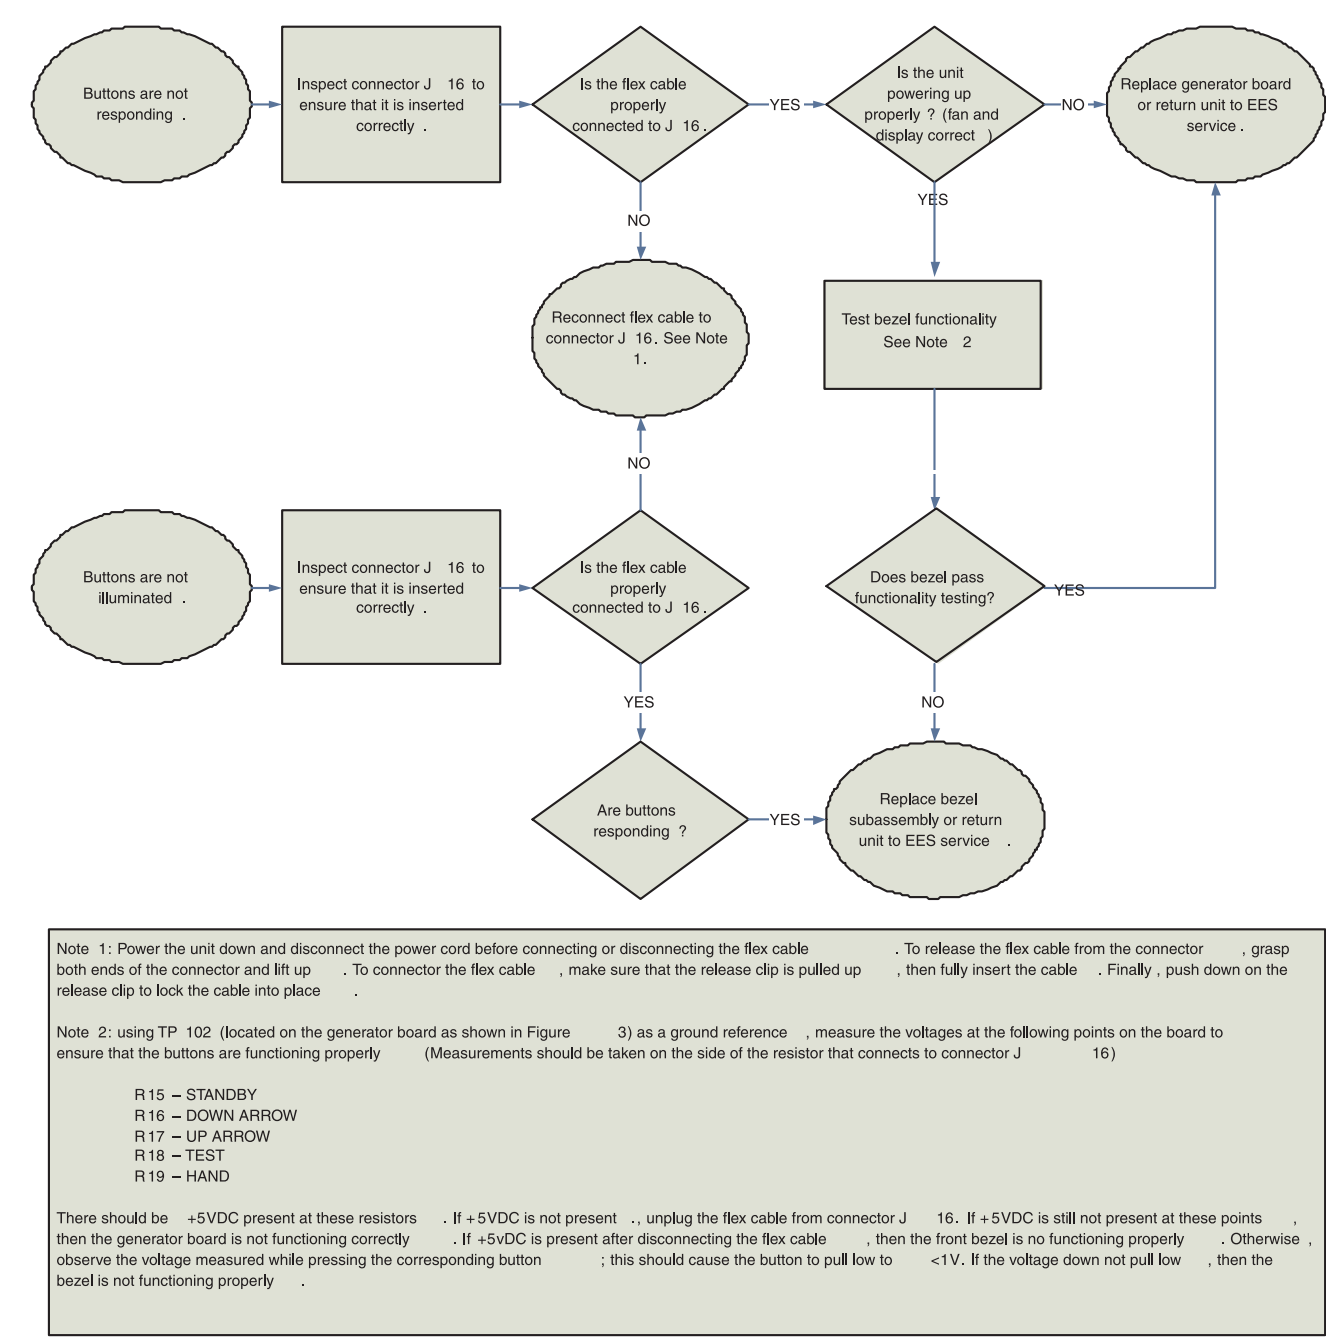 Buttons are not
responding .
Inspect connector J 16 to
ensure that it is inserted
correctly .
Is the flex cable
properly
connected to J 16.
YES
Is the unit
powering up
properly ? (fan and
display correct )
NO
Replace generator board
or return unit to EES
service .
NO
YES
Reconnect flex cable to
connector J 16. See Note
1.
Test bezel functionality
See Note 2
NO
Buttons are not
illuminated .
Inspect connector J 16 to
ensure that it is inserted
correctly .
Is the flex cable
properly
connected to J 16.
Does bezel pass
functionality testing?
YES
YES
NO
Are buttons
responding ?
YES
Replace bezel
subassembly or return
unit to EES service .
Note 1: Power the unit down and disconnect the power cord before connecting or disconnecting the flex cable . To release the flex cable from the connector , grasp
both ends of the connector and lift up . To connector the flex cable , make sure that the release clip is pulled up , then fully insert the cable . Finally , push down on the
release clip to lock the cable into place .
Note 2: using TP 102 (located on the generator board as shown in Figure 3) as a ground reference , measure the voltages at the following points on the board to
ensure that the buttons are functioning properly (Measurements should be taken on the side of the resistor that connects to connector J 16)
R15 – STANDBY
R16 – DOWN ARROW
R17 – UP ARROW
R18 – TEST
R19 – HAND
There should be +5VDC present at these resistors . If +5VDC is not present ., unplug the flex cable from connector J 16. If +5VDC is still not present at these points ,
then the generator board is not functioning correctly . If +5vDC is present after disconnecting the flex cable , then the front bezel is no functioning properly . Otherwise ,
observe the voltage measured while pressing the corresponding button ; this should cause the button to pull low to <1V. If the voltage down not pull low , then the
bezel is not functioning properly .